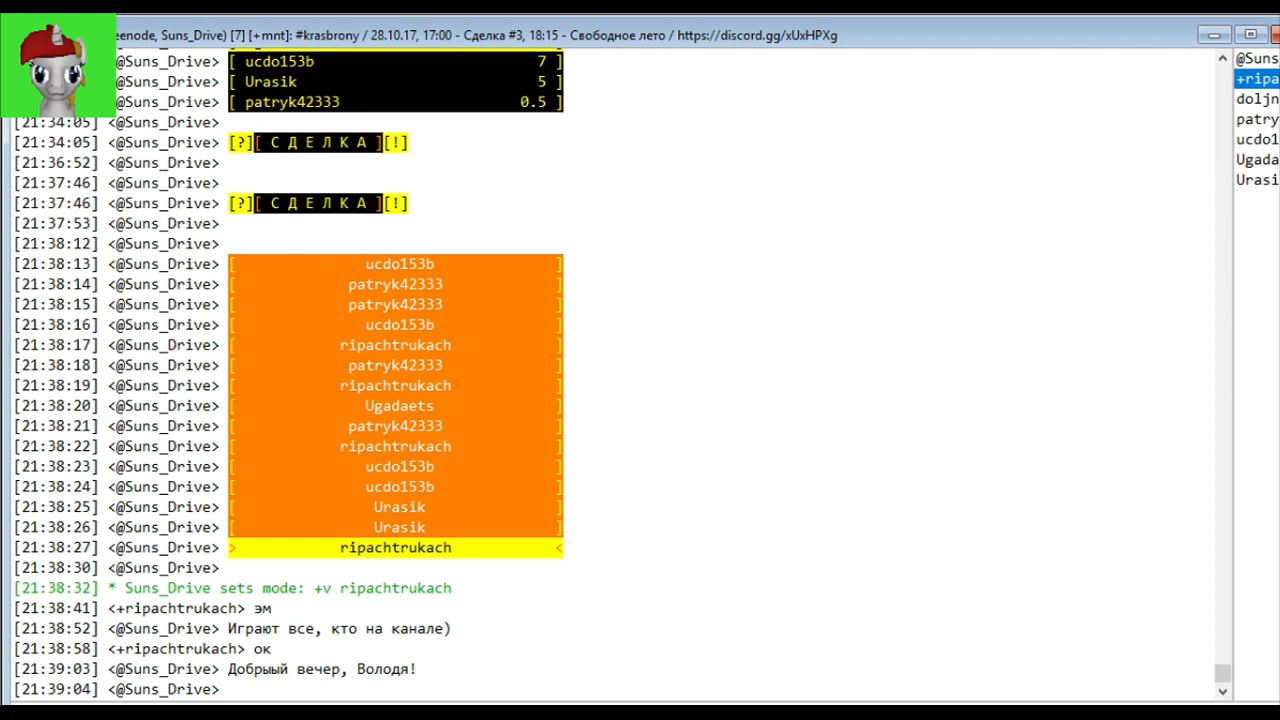 eenode, Suns_Drive) [7] [+mnt]: #krasbrony / 28.10.17, 17:00 - Сделка #3, 18:15 - Свободное лето / https://discord.gg/xUxHPXg
@Suns_Drive> [ ucdo153b 7 ]
@Suns_Drive> [ Urasik 5 ]
@Suns_Drive> [ patryk42333 0.5 ]
[21:34:05] <@Suns_Drive>
[21:34:05] <@Suns_Drive> [?][ С Д Е Л К А ][!]
[21:36:52] <@Suns_Drive>
[21:37:46] <@Suns_Drive>
[21:37:46] <@Suns_Drive> [?][ С Д Е Л К А ][!]
[21:37:53] <@Suns_Drive>
[21:38:12] <@Suns_Drive>
[21:38:13] <@Suns_Drive> [ ucdo153b ]
[21:38:14] <@Suns_Drive> [ patryk42333 ]
[21:38:15] <@Suns_Drive> [ patryk42333 ]
[21:38:16] <@Suns_Drive> [ ucdo153b ]
[21:38:17] <@Suns_Drive> [ ripachtrukach ]
[21:38:18] <@Suns_Drive> [ patryk42333 ]
[21:38:19] <@Suns_Drive> [ ripachtrukach ]
[21:38:20] <@Suns_Drive> [ Ugadaets ]
[21:38:21] <@Suns_Drive> [ patryk42333 ]
[21:38:22] <@Suns_Drive> [ ripachtrukach ]
[21:38:23] <@Suns_Drive> [ ucdo153b ]
[21:38:24] <@Suns_Drive> [ ucdo153b ]
[21:38:25] <@Suns_Drive> [ Urasik ]
[21:38:26] <@Suns_Drive> [ Urasik ]
[21:38:27] <@Suns_Drive> > ripachtrukach <
[21:38:30] <@Suns_Drive>
[21:38:32] * Suns_Drive sets mode: +v ripachtrukach
[21:38:41] <+ripachtrukach> эм
[21:38:52] <@Suns_Drive> Играют все, кто на канале)
[21:38:58] <+ripachtrukach> ок
[21:39:03] <@Suns_Drive> Добрыый вечер, Володя!
[21:39:04] <@Suns_Drive>
@Suns
+ripa
doljn
patry
ucdo1
Ugada
Urasi